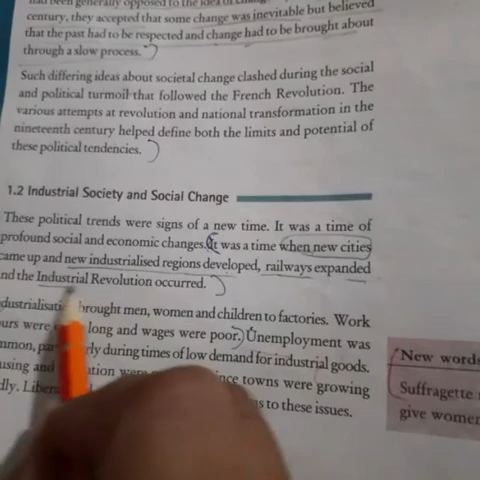 had been generally opposed to the idea of
century, they accepted that some change was inevitable but believed
that the past had to be respected and change had to be brought about
through a slow process.
Such differing ideas about societal change clashed during the social
and political turmoil that followed the French Revolution. The
various attempts at revolution and national transformation in the
nineteenth century helped define both the limits and potential of
these political tendencies.
1.2 Industrial Society and Social Change
These political trends were signs of a new time. It was a time of
profound social and economic changes. It was a time when new cities
came up and new industrialised regions developed, railways expanded
and the Industrial Revolution occurred.
brought men, women and children to factories. Work
were long and wages were poor. Unemployment was
during times of low demand for industrial goods.
were since towns were growing
to these issues.
New words
Suffragette
give women